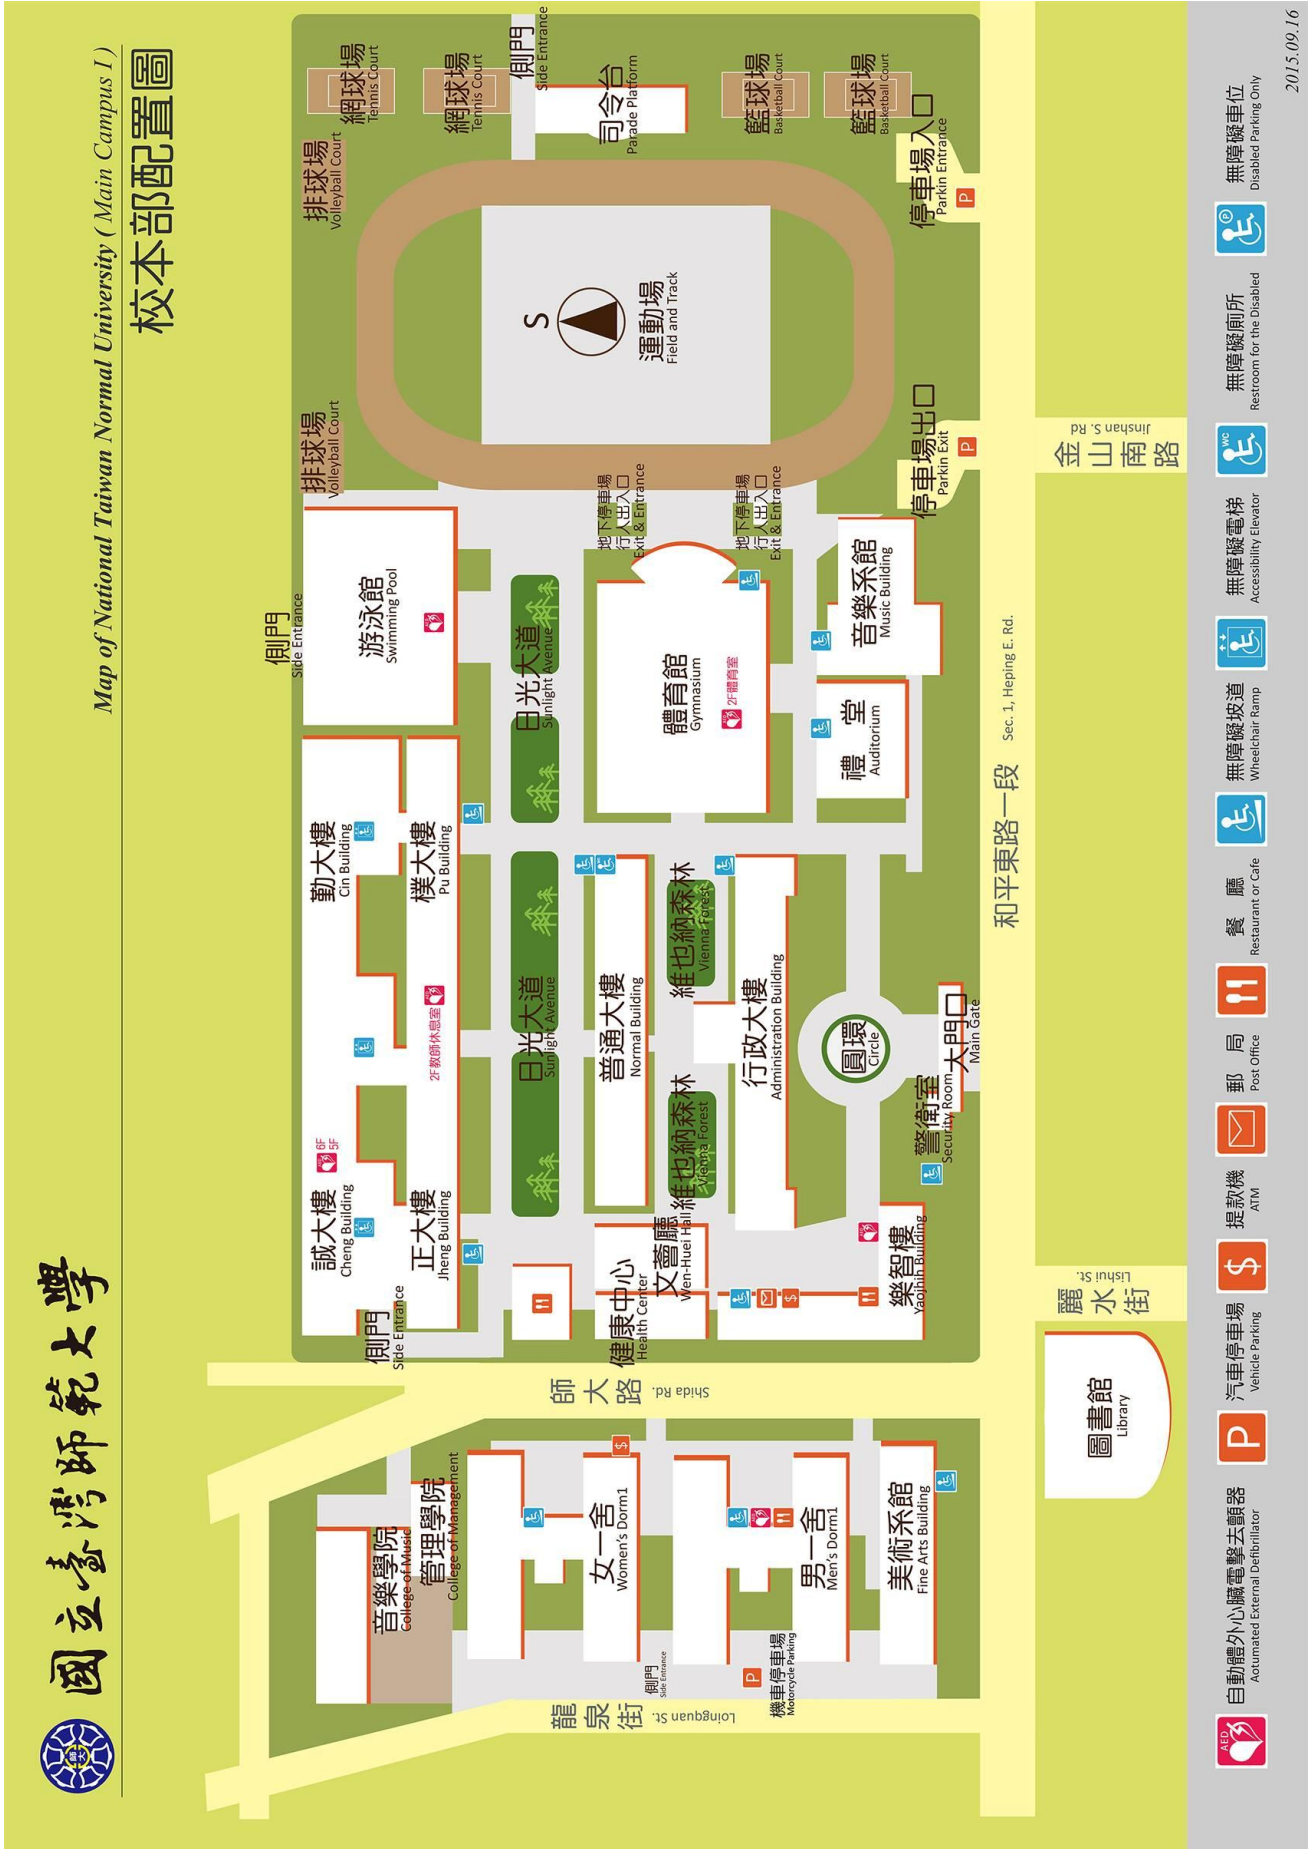 國立臺灣師範大學
Map of National Taiwan Normal University ( Main Campus I )
校本部配置圖
側門
Side Entrance
側門
Side Entrance
側門
Side Entrance
網球場
Tennis Court
網球場
Tennis Court
排球場
Volleyball Court
排球場
Volleyball Court
司令台
Parade Platform
籃球場
Basketball Court
籃球場
Basketball Court
停車場入口
Parkin Entrance
P
停車場出口
Parkin Exit
P
S
運動場
Field and Track
地下停車場
行人出入口
Exit & Entrance
地下停車場
行人出入口
Exit & Entrance
游泳館
Swimming Pool
日光大道
Sunlight Avenue
日光大道
Sunlight Avenue
體育館
Gymnasium
2F體育室
音樂系館
Music Building
禮 堂
Auditorium
勤大樓
Cin Building
樸大樓
Pu Building
2F教師休息室
誠大樓
Cheng Building
6F
5F
正大樓
Jheng Building
普通大樓
Normal Building
維也納森林
Vienna Forest
維也納森林
Vienna Forest
行政大樓
Administration Building
圓環
Circle
大門口
Main Gate
警衛室
Security Room
文薈廳
Wen-Huei Hall
健康中心
Health Center
樂智樓
Yaojhih Building
$
和平東路一段 Sec. 1, Heping E. Rd.
金山南路
Jinshan S. Rd
麗水街
Lishui St.
師大路
Shida Rd.
龍泉街
Loingquan St.
圖書館
Library
音樂學院
College of Music
管理學院
College of Management
女一舍
Women's Dorm1
$
男一舍
Men's Dorm1
美術系館
Fine Arts Building
側門
Side Entrance
機車停車場
Motorcycle Parking
P
AED
自動體外心臟電擊去顫器
Aotumated External Defibrillator
P
汽車停車場
Vehicle Parking
$
提款機
ATM
郵 局
Post Office
餐 廳
Restaurant or Cafe
無障礙坡道
Wheelchair Ramp
無障礙電梯
Accessibility Elevator
WC
無障礙廁所
Restroom for the Disabled
P
無障礙車位
Disabled Parking Only
2015.09.16